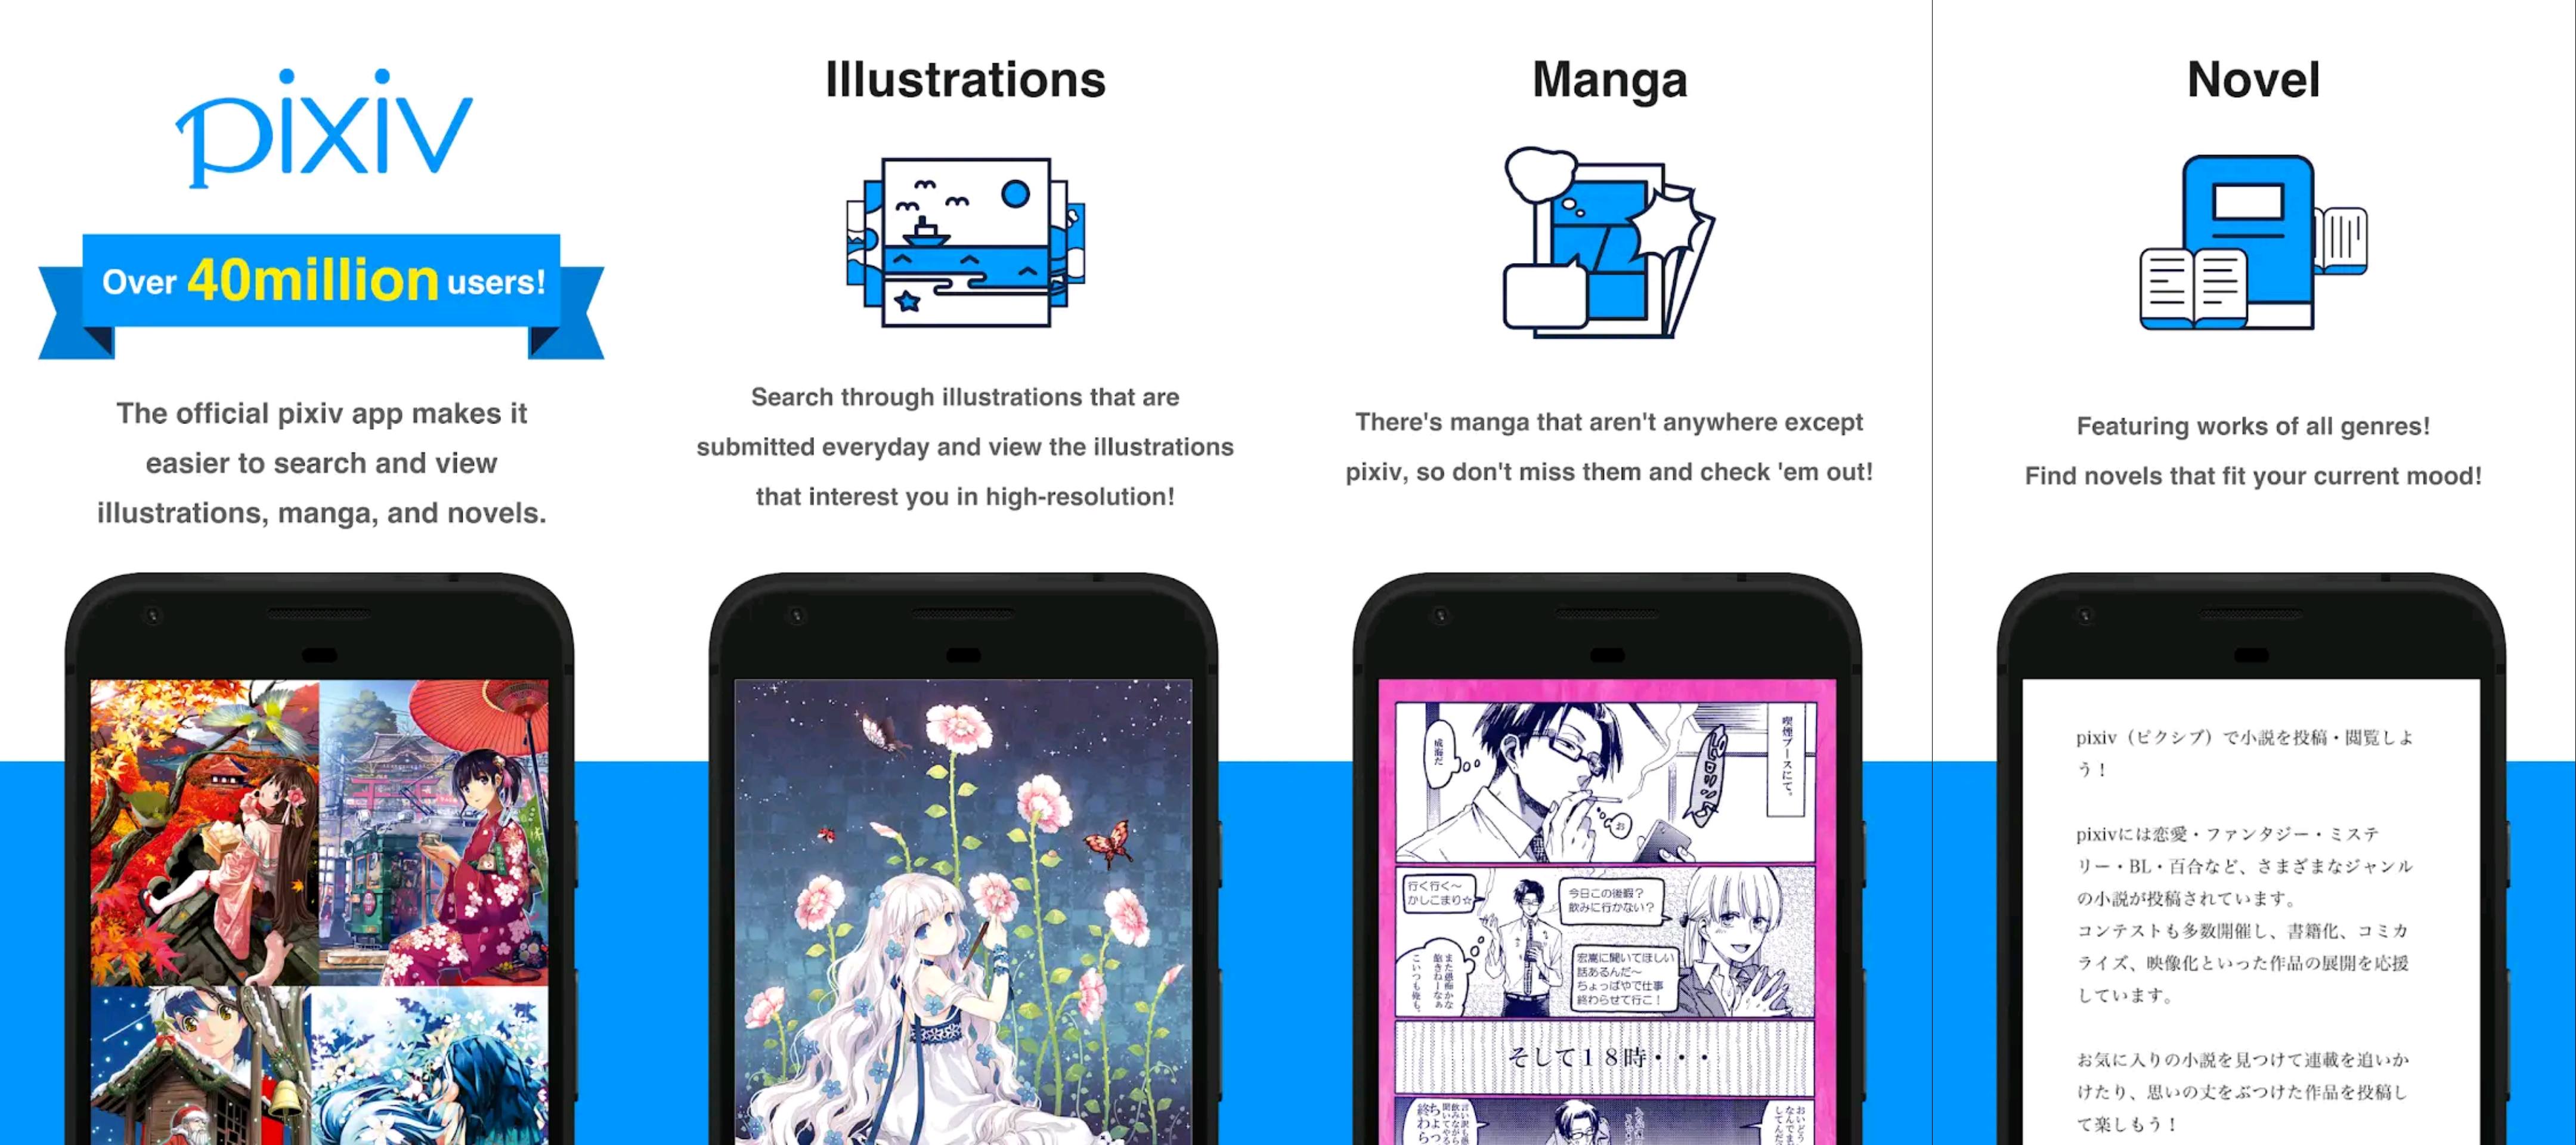 pixiv
Over 40million users!
The official pixiv app makes it
easier to search and view
illustrations, manga, and novels.
Illustrations
Search through illustrations that are
submitted everyday and view the illustrations
that interest you in high-resolution!
Manga
There's manga that aren't anywhere except
pixiv, so don't miss them and check 'em out!
喫煙ブースにて。
成海だ
お
今日この後暇？
飲みに行かない？
行く行く〜
かしこまり☆
宏嵩に聞いてほしい
話あるんだ〜
ちょっぱやで仕事
終わらせて行こ！
また愚痴かな
飽きねーなぁ
こいつも俺も。
そして１８時・・・
Novel
Featuring works of all genres!
Find novels that fit your current mood!
pixiv（ピクシブ）で小説を投稿・閲覧しよ
う！
pixivには恋愛・ファンタジー・ミステ
リー・BL・百合など、さまざまなジャンル
の小説が投稿されています。
コンテストも多数開催し、書籍化、コミカ
ライズ、映像化といった作品の展開を応援
しています。
お気に入りの小説を見つけて連載を追いか
けたり、思いの丈をぶつけた作品を投稿し
て楽しもう！